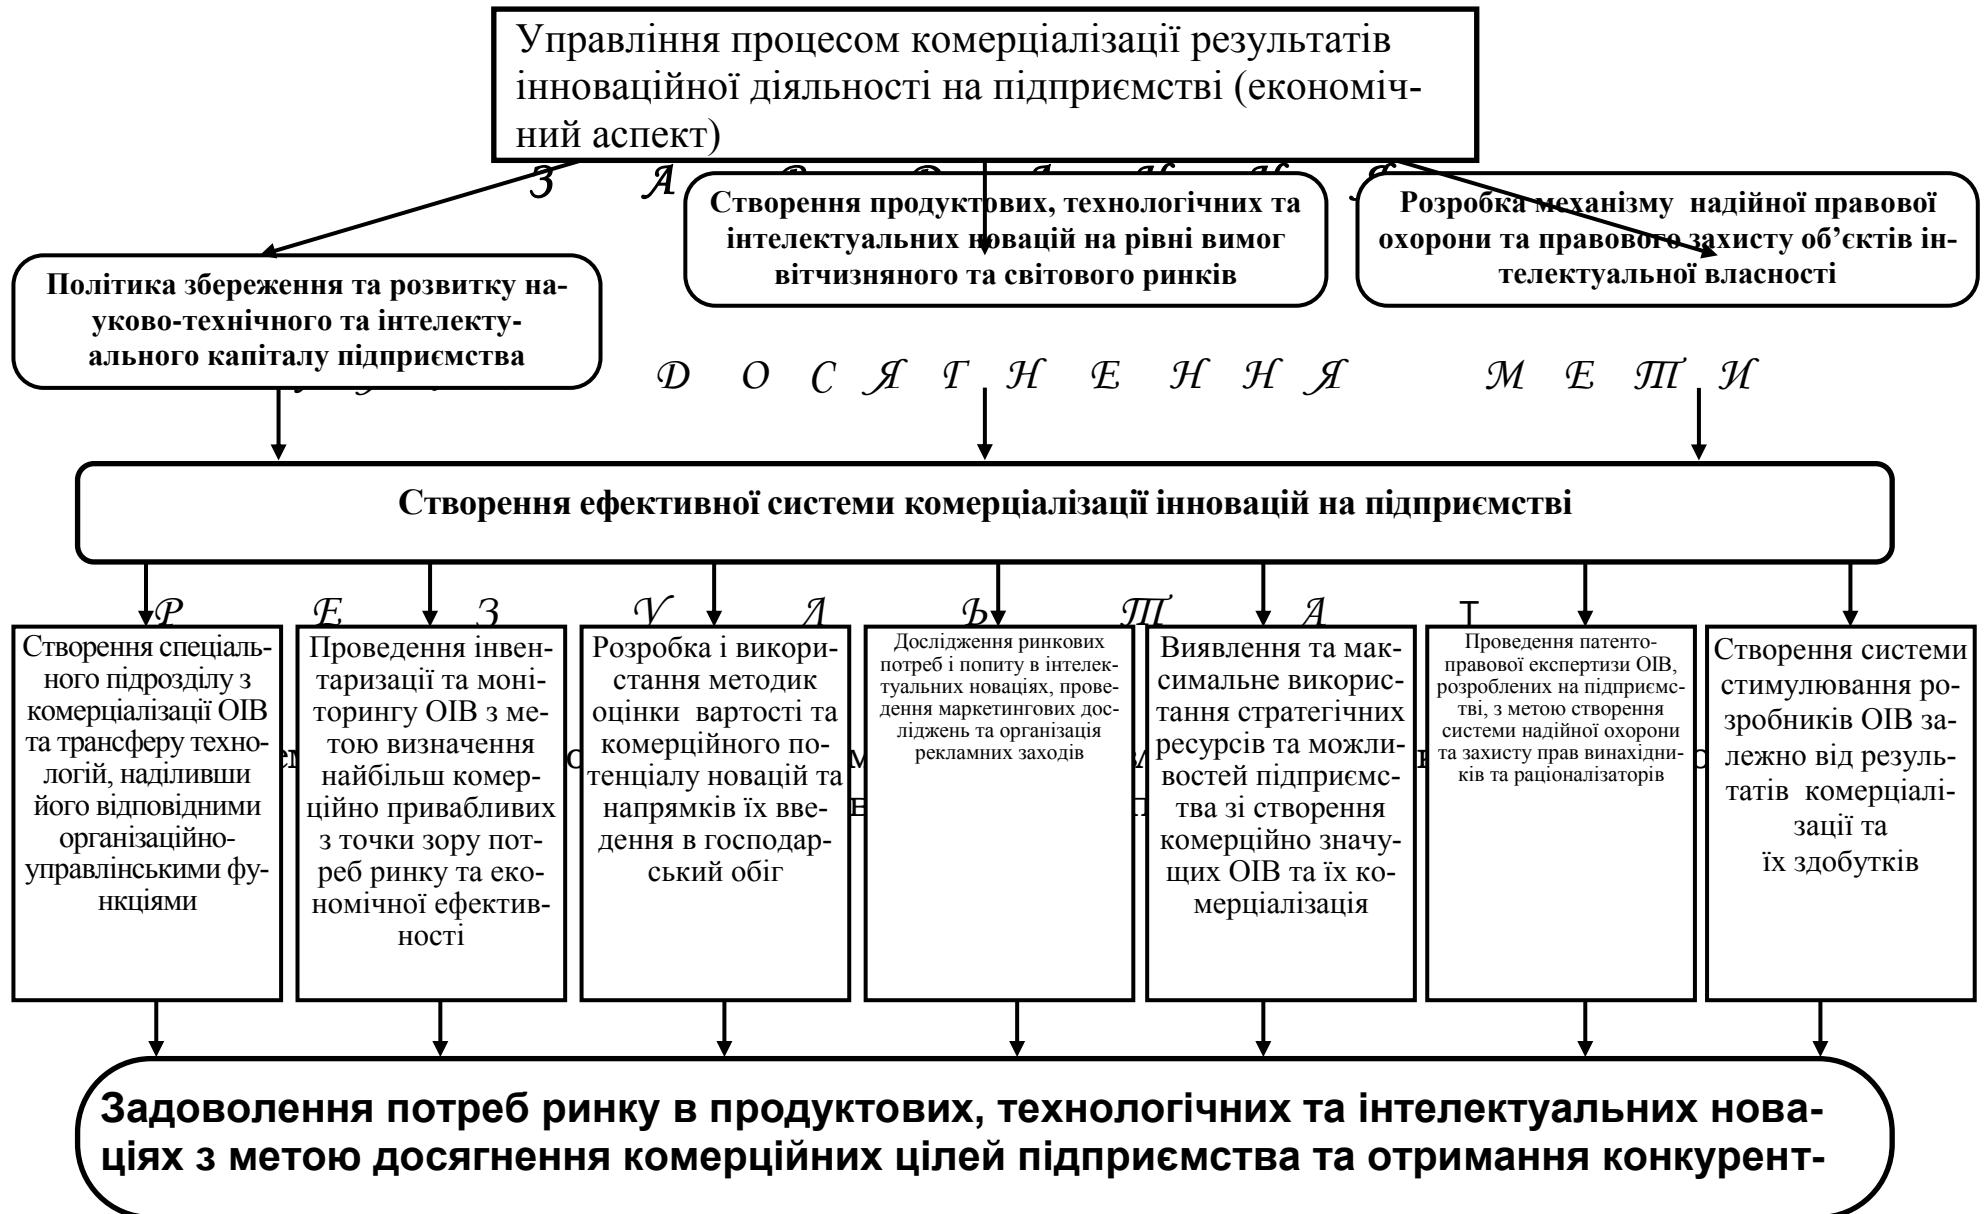 Управління процесом комерціалізації результатів
інноваційної діяльності на підприємстві (економіч-
ний аспект)
З А
Створення продуктових, технологічних та
інтелектуальних новацій на рівні вимог
вітчизняного та світового ринків
Розробка механізму надійної правової
охорони та правового захисту об’єктів ін-
телектуальної власності
Політика збереження та розвитку на-
уково-технічного та інтелекту-
ального капіталу підприємства
Д О С Я Г Н Е Н Н Я М Е Т И
Створення ефективної системи комерціалізації інновацій на підприємстві
Р Е З У Л Ь Т А Т
Створення спеціаль-
ного підрозділу з
комерціалізації ОІВ
та трансферу техно-
логій, наділивши
його відповідними
організаційно-
управлінськими фу-
нкціями
Проведення інвен-
таризації та моні-
торингу ОІВ з ме-
тою визначення
найбільш комер-
ційно привабливих
з точки зору пот-
реб ринку та еко-
номічної ефектив-
ності
Розробка і викори-
стання методик
оцінки вартості та
комерційного по-
тенціалу новацій та
напрямків їх вве-
дення в господар-
ський обіг
Дослідження ринкових
потреб і попиту в інтелек-
туальних новаціях, прове-
дення маркетингових дос-
ліджень та організація
рекламних заходів
Виявлення та мак-
симальне викорис-
тання стратегічних
ресурсів та можли-
востей підприємс-
тва зі створення
комерційно значу-
щих ОІВ та їх ко-
мерціалізація
Проведення патенто-
правової експертизи ОІВ,
розроблених на підприємс-
тві, з метою створення
системи надійної охорони
та захисту прав винахідни-
ків та раціоналізаторів
Створення системи
стимулювання ро-
зробників ОІВ за-
лежно від резуль-
татів комерціалі-
зації та
їх здобутків
Задоволення потреб ринку в продуктових, технологічних та інтелектуальних нова-
ціях з метою досягнення комерційних цілей підприємства та отримання конкурент-